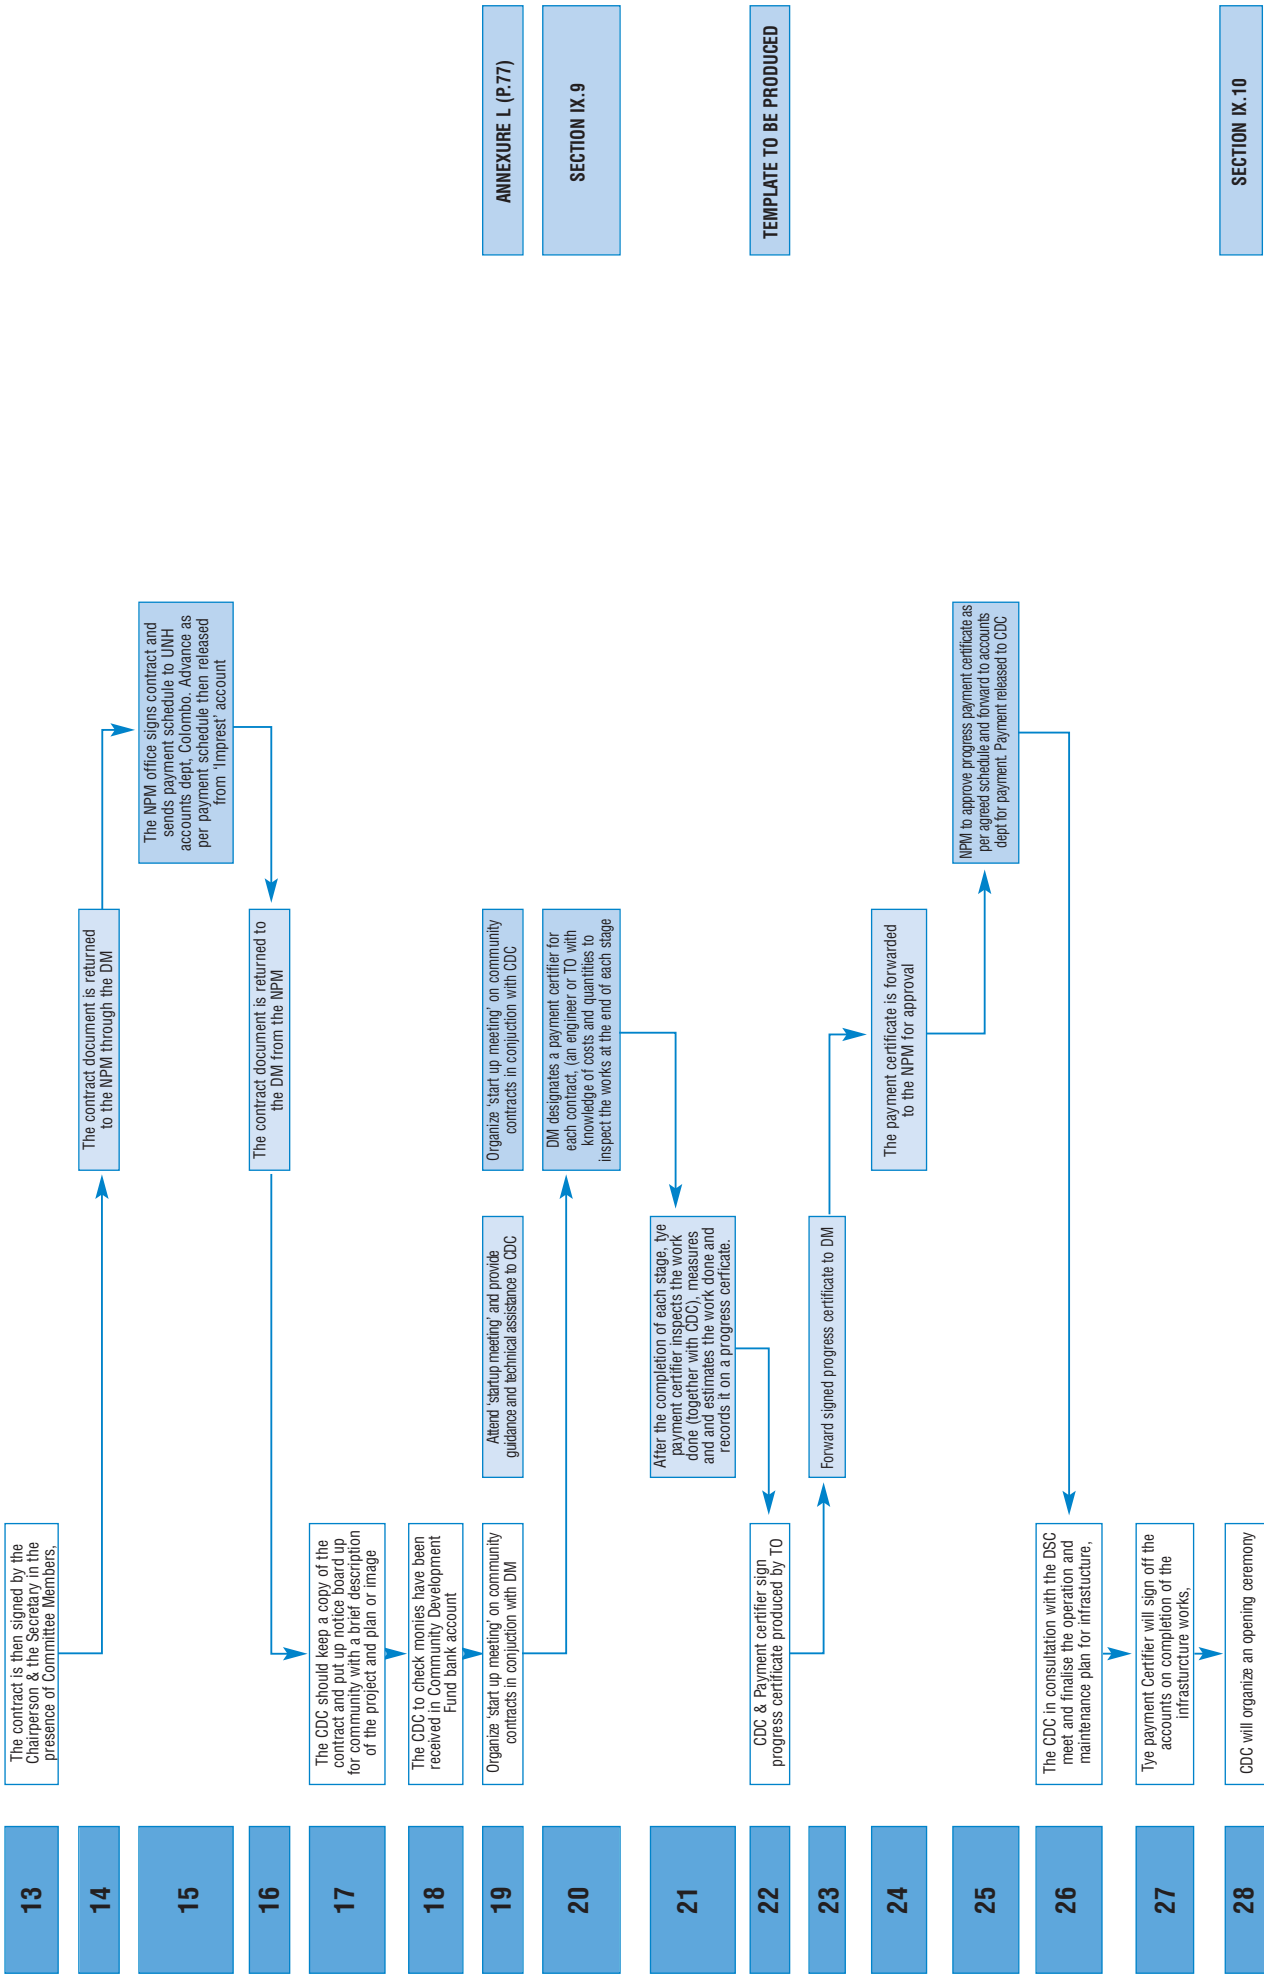 13
The contract is then signed by the
Chairperson & the Secretary in the
presence of Committee Members,
14
The contract document is returned
to the NPM through the DM
15
The NPM office signs contract and
sends payment schedule to UNH
accounts dept, Colombo. Advance as
per payment schedule then released
from ‘Imprest’ account
16
The contract document is returned to
the DM from the NPM
17
The CDC should keep a copy of the
contract and put up notice board up
for community with a brief description
of the project and plan or image
18
The CDC to check monies have been
received in Community Development
Fund bank account
19
Organize ‘start up meeting’ on community
contracts in conjuction with DM
Attend ‘startup meeting’ and provide
guidance and technical assistance to CDC
Organize ‘start up meeting’ on community
contracts in conjuction with CDC
ANNEXURE L (P.77)
20
DM designates a payment certifier for
each contract, (an engineer or TO with
knowledge of costs and quantities to
inspect the works at the end of each stage
SECTION IX.9
21
After the completion of each stage, tye
payment certifier inspects the work
done (together with CDC), measures
and and estimates the work done and
records it on a progress cerficate.
22
CDC & Payment certifier sign
progress certificate produced by TO
TEMPLATE TO BE PRODUCED
23
Forward signed progress certificate to DM
24
The payment certificate is forwarded
to the NPM for approval
25
NPM to approve progress payment certificate as
per agreed schedule and forward to accounts
dept for payment. Payment released to CDC
26
The CDC in consultation with the DSC
meet and finalise the operation and
maintenance plan for infrastucture,
27
Tye payment Certifier will sign off the
accounts on completion of the
infrasturcture works,
28
CDC will organize an opening ceremony
SECTION IX.10